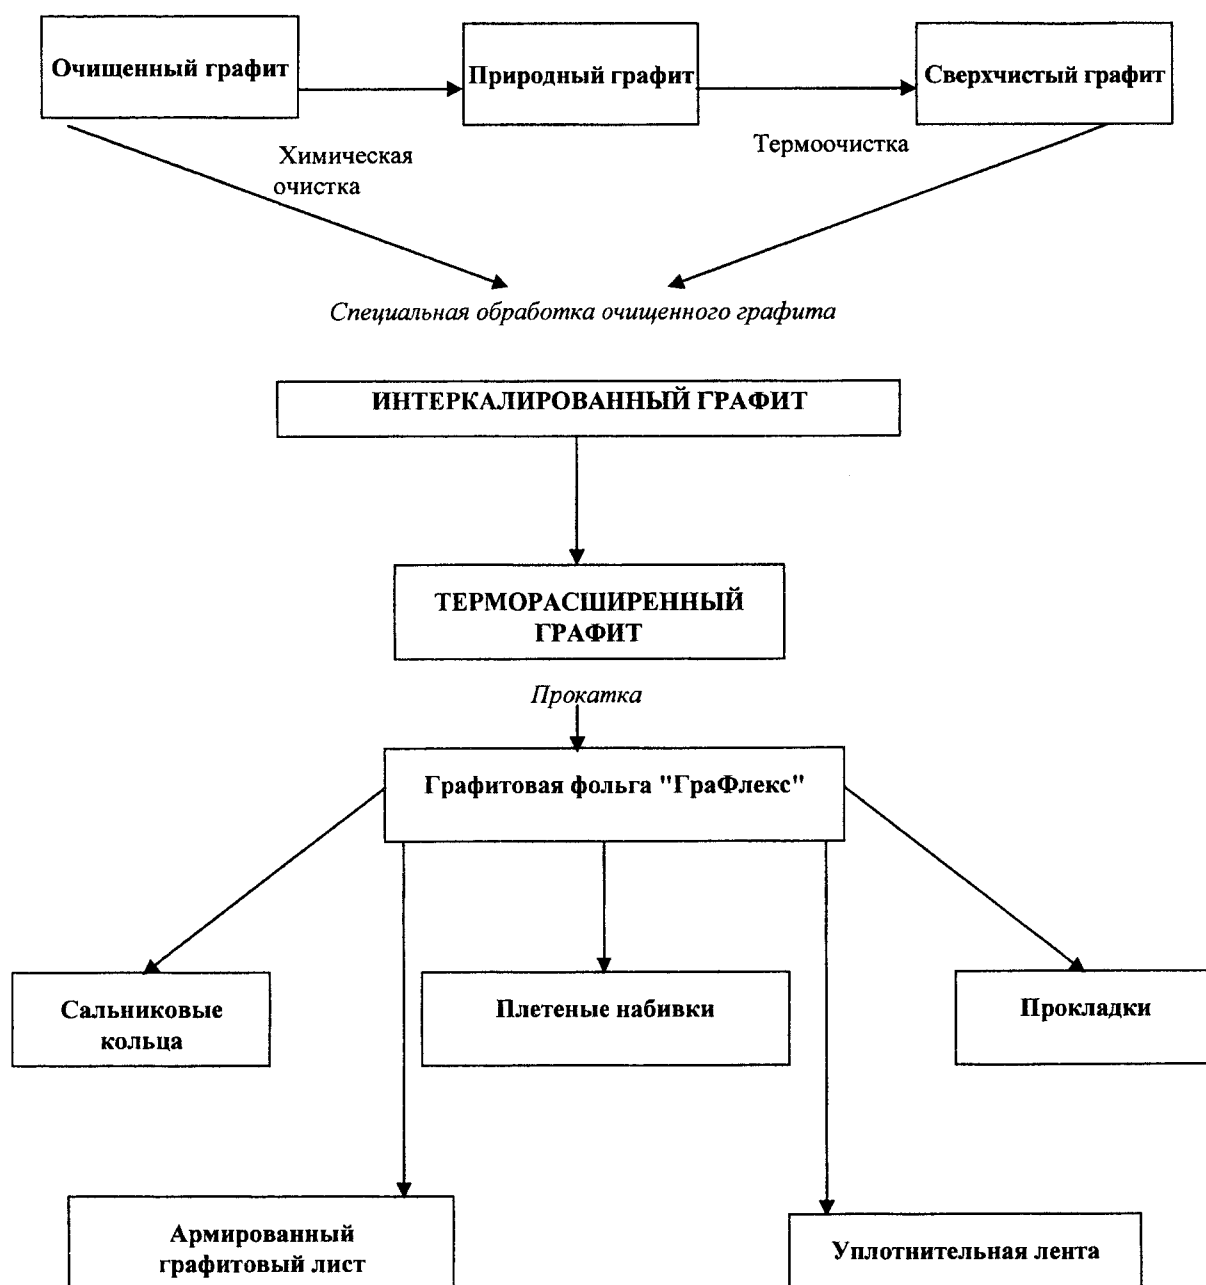 Очищенный графит
Природный графит
Сверхчистый графит
Химическая
очистка
Термоочистка
Специальная обработка очищенного графита
ИНТЕРКАЛИРОВАННЫЙ ГРАФИТ
ТЕРМОРАСШИРЕННЫЙ
ГРАФИТ
Прокатка
Графитовая фольга "ГраФлекс"
Сальниковые
кольца
Плетеные набивки
Прокладки
Армированный
графитовый лист
Уплотнительная лента